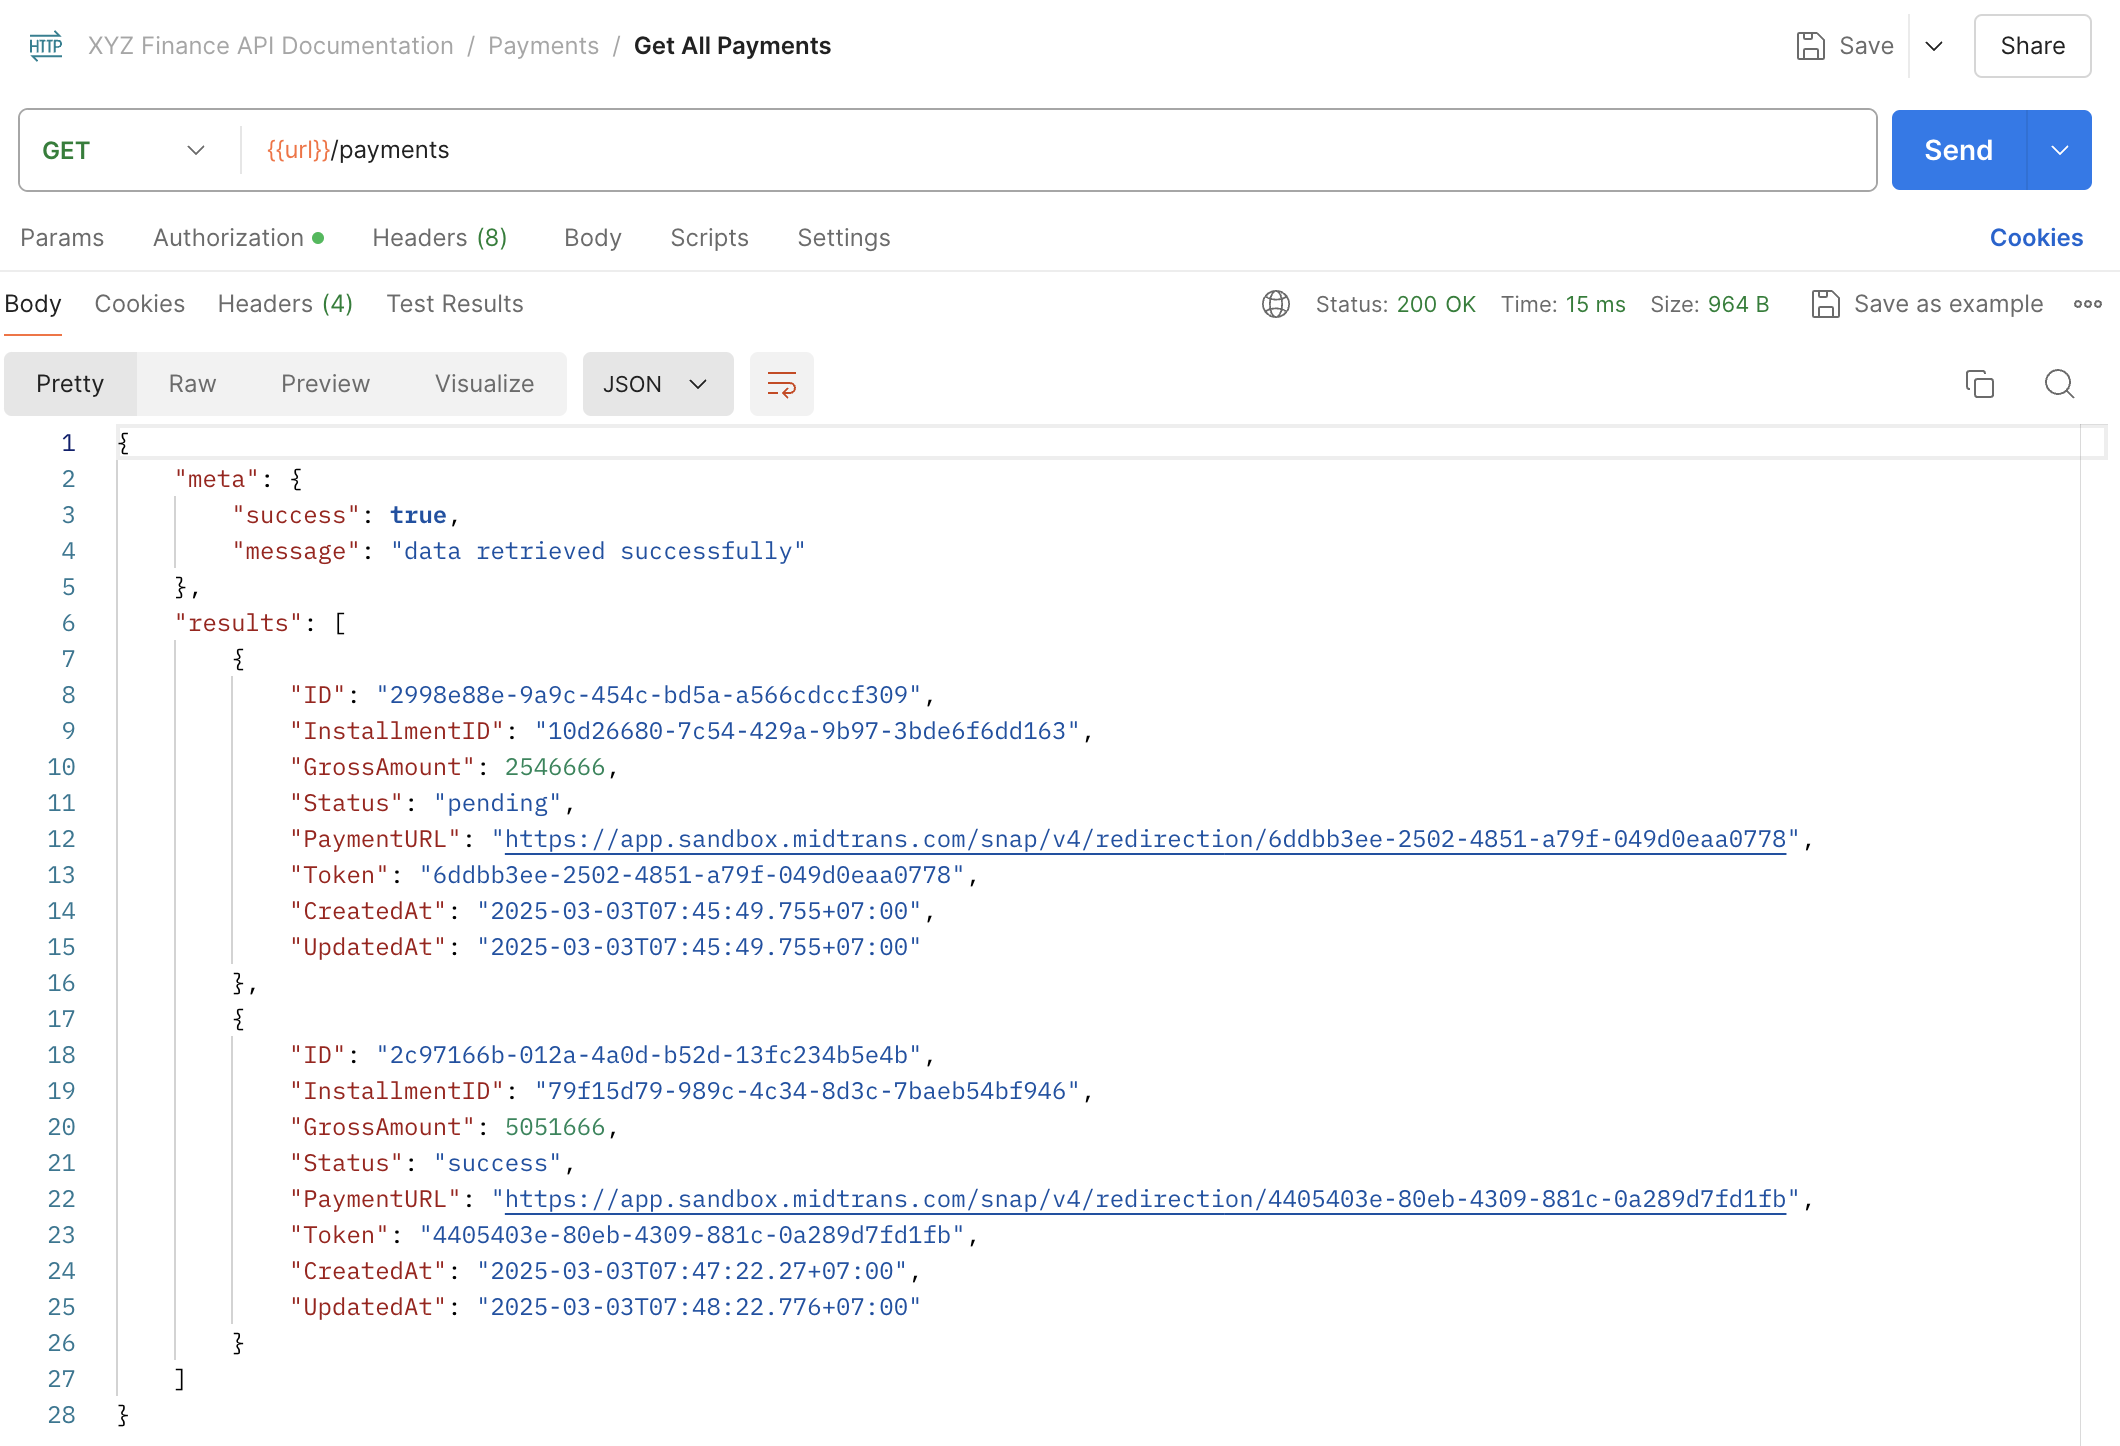 HTTP XYZ Finance API Documentation / Payments / Get All Payments Save Share
GET {{url}}/payments Send
Params Authorization Headers (8) Body Scripts Settings Cookies
Body Cookies Headers (4) Test Results Status: 200 OK Time: 15 ms Size: 964 B Save as example
Pretty Raw Preview Visualize JSON
1 {
2 "meta": {
3 "success": true,
4 "message": "data retrieved successfully"
5 },
6 "results": [
7 {
8 "ID": "2998e88e-9a9c-454c-bd5a-a566cdccf309",
9 "InstallmentID": "10d26680-7c54-429a-9b97-3bde6f6dd163",
10 "GrossAmount": 2546666,
11 "Status": "pending",
12 "PaymentURL": "https://app.sandbox.midtrans.com/snap/v4/redirection/6ddbb3ee-2502-4851-a79f-049d0eaa0778",
13 "Token": "6ddbb3ee-2502-4851-a79f-049d0eaa0778",
14 "CreatedAt": "2025-03-03T07:45:49.755+07:00",
15 "UpdatedAt": "2025-03-03T07:45:49.755+07:00"
16 },
17 {
18 "ID": "2c97166b-012a-4a0d-b52d-13fc234b5e4b",
19 "InstallmentID": "79f15d79-989c-4c34-8d3c-7baeb54bf946",
20 "GrossAmount": 5051666,
21 "Status": "success",
22 "PaymentURL": "https://app.sandbox.midtrans.com/snap/v4/redirection/4405403e-80eb-4309-881c-0a289d7fd1fb",
23 "Token": "4405403e-80eb-4309-881c-0a289d7fd1fb",
24 "CreatedAt": "2025-03-03T07:47:22.27+07:00",
25 "UpdatedAt": "2025-03-03T07:48:22.776+07:00"
26 }
27 ]
28 }